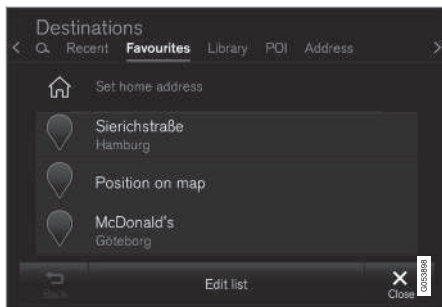 Destinations
Recent Favourites Library POI Address
Set home address
Sierichstraße
Hamburg
Position on map
McDonald's
Göteborg
Back Edit list Close
G053898